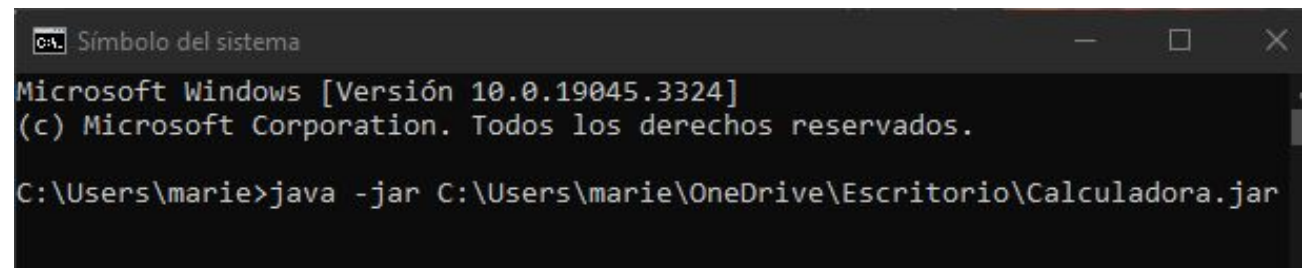 Símbolo del sistema
Microsoft Windows [Versión 10.0.19045.3324]
(c) Microsoft Corporation. Todos los derechos reservados.
C:\Users\marie>java -jar C:\Users\marie\OneDrive\Escritorio\Calculadora.jar